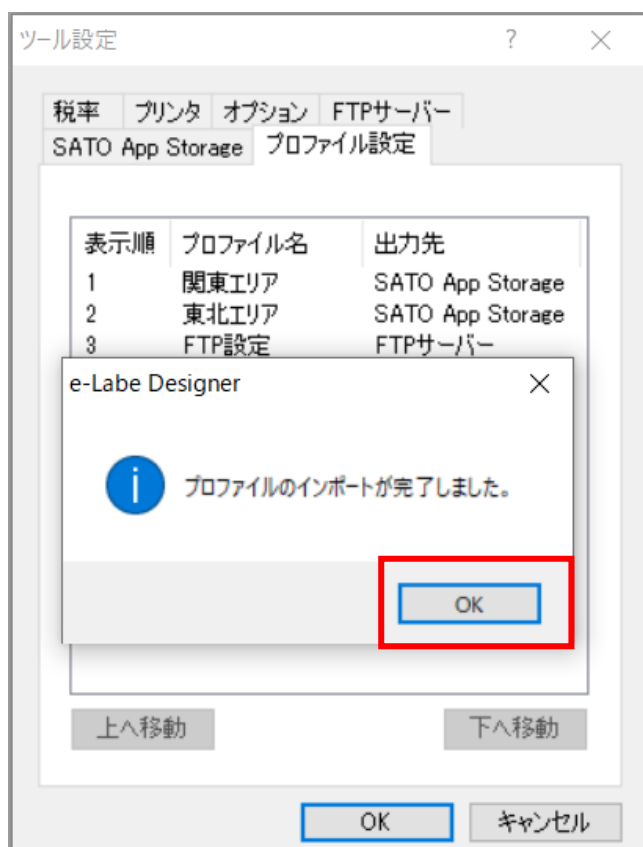 ツール設定 ? ×
税率 プリンタ オプション FTPサーバー
SATO App Storage プロファイル設定
表示順 プロファイル名 出力先
1 関東エリア SATO App Storage
2 東北エリア SATO App Storage
3 FTP設定 FTPサーバー
e-Labe Designer ×
i プロファイルのインポートが完了しました。
OK
上へ移動 下へ移動
OK キャンセル